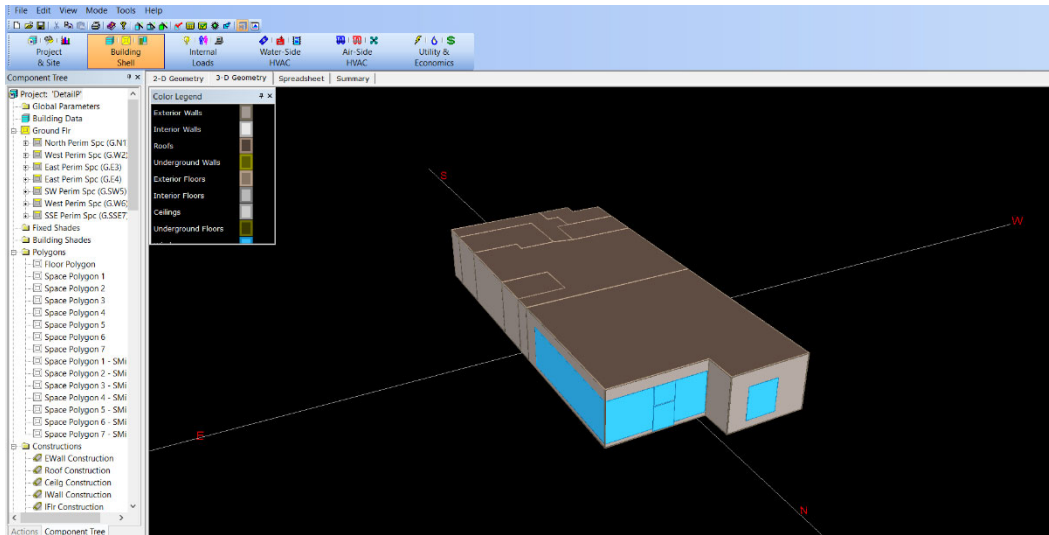 File Edit View Mode Tools Help
Project & Site
Building Shell
Internal Loads
Water-Side HVAC
Air-Side HVAC
Utility & Economics
Component Tree
2-D Geometry 3-D Geometry Spreadsheet Summary
Project: 'DetailP'
Global Parameters
Building Data
Ground Flr
North Perim Spc (G.N1
West Perim Spc (G.W2)
East Perim Spc (G.E3)
East Perim Spc (G.E4)
SW Perim Spc (G.SW5)
West Perim Spc (G.W6)
SSE Perim Spc (G.SSE7
Fixed Shades
Building Shades
Polygons
Floor Polygon
Space Polygon 1
Space Polygon 2
Space Polygon 3
Space Polygon 4
Space Polygon 5
Space Polygon 6
Space Polygon 7
Space Polygon 1 - SMi
Space Polygon 2 - SMi
Space Polygon 3 - SMi
Space Polygon 4 - SMi
Space Polygon 5 - SMi
Space Polygon 6 - SMi
Space Polygon 7 - SMi
Constructions
EWall Construction
Roof Construction
Ceilg Construction
IWall Construction
IFlr Construction
Actions Component Tree
Color Legend
Exterior Walls
Interior Walls
Roofs
Underground Walls
Exterior Floors
Interior Floors
Ceilings
Underground Floors
S
W
E
N